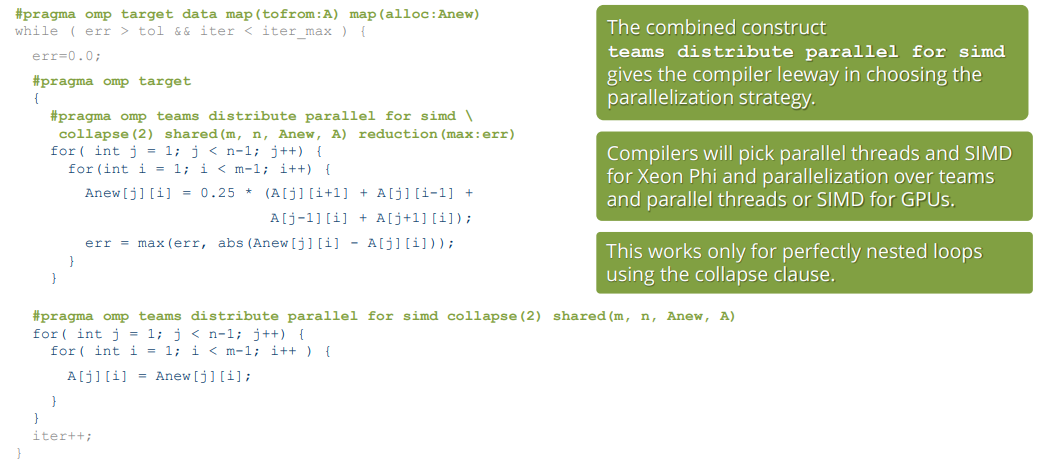 #pragma omp target data map(tofrom:A) map(alloc:Anew)
while ( err > tol && iter < iter_max ) {
err=0.0;
#pragma omp target
{
#pragma omp teams distribute parallel for simd \
collapse(2) shared(m, n, Anew, A) reduction(max:err)
for( int j = 1; j < n-1; j++) {
for(int i = 1; i < m-1; i++) {
Anew[j][i] = 0.25 * (A[j][i+1] + A[j][i-1] +
A[j-1][i] + A[j+1][i]);
err = max(err, abs(Anew[j][i] - A[j][i]));
}
}
#pragma omp teams distribute parallel for simd collapse(2) shared(m, n, Anew, A)
for( int j = 1; j < n-1; j++) {
for( int i = 1; i < m-1; i++ ) {
A[j][i] = Anew[j][i];
}
}
iter++;
}
The combined construct
teams distribute parallel for simd
gives the compiler leeway in choosing the
parallelization strategy.
Compilers will pick parallel threads and SIMD
for Xeon Phi and parallelization over teams
and parallel threads or SIMD for GPUs.
This works only for perfectly nested loops
using the collapse clause.